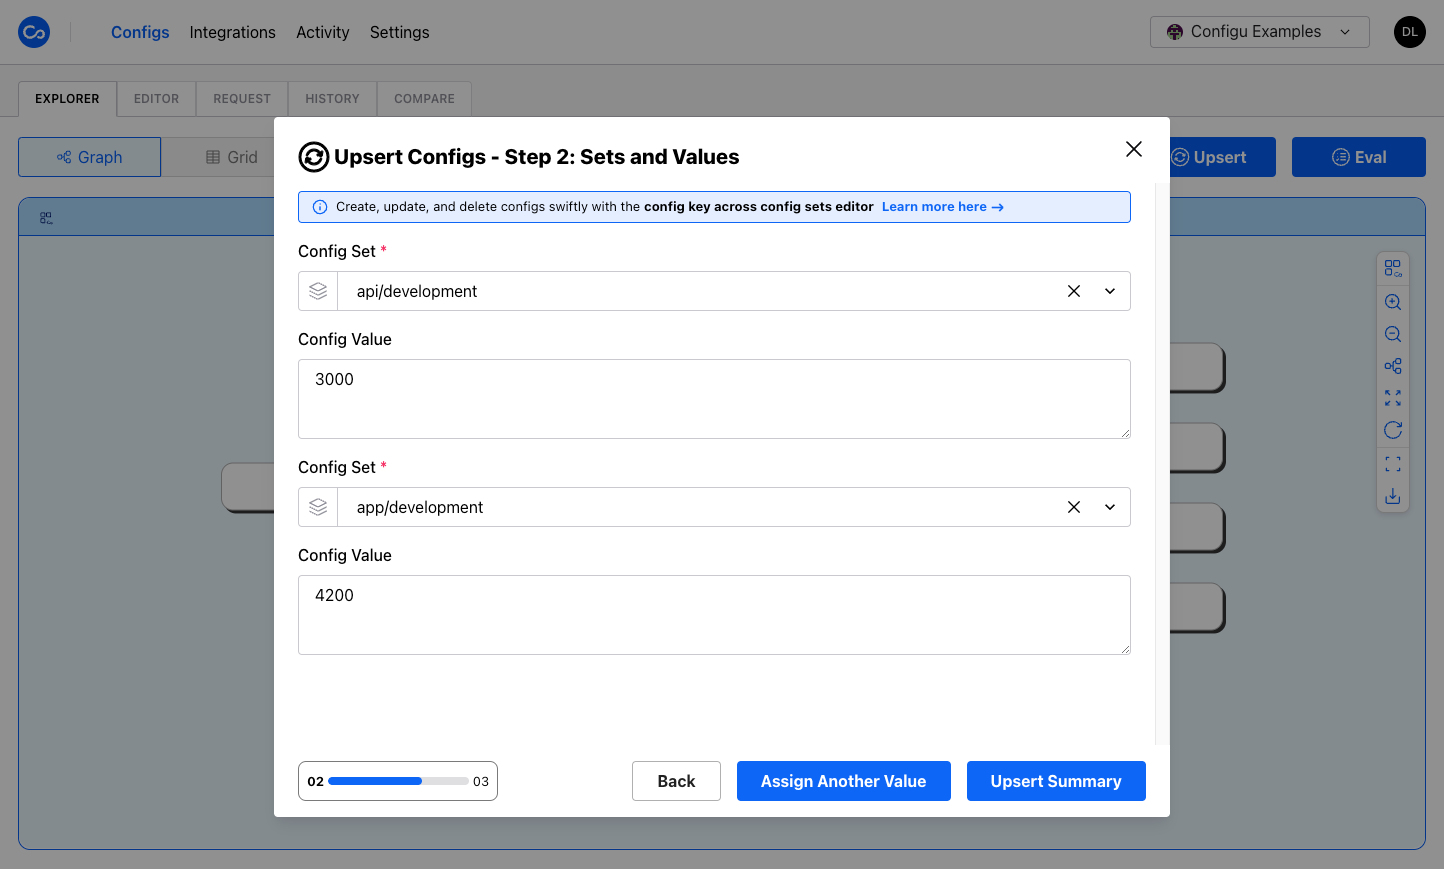 Configs Integrations Activity Settings Configu Examples DL
EXPLORER EDITOR REQUEST HISTORY COMPARE
Graph Grid Upsert Eval
Upsert Configs - Step 2: Sets and Values
Create, update, and delete configs swiftly with the config key across config sets editor Learn more here →
Config Set *
api/development
Config Value
3000
Config Set *
app/development
Config Value
4200
02 03 Back Assign Another Value Upsert Summary